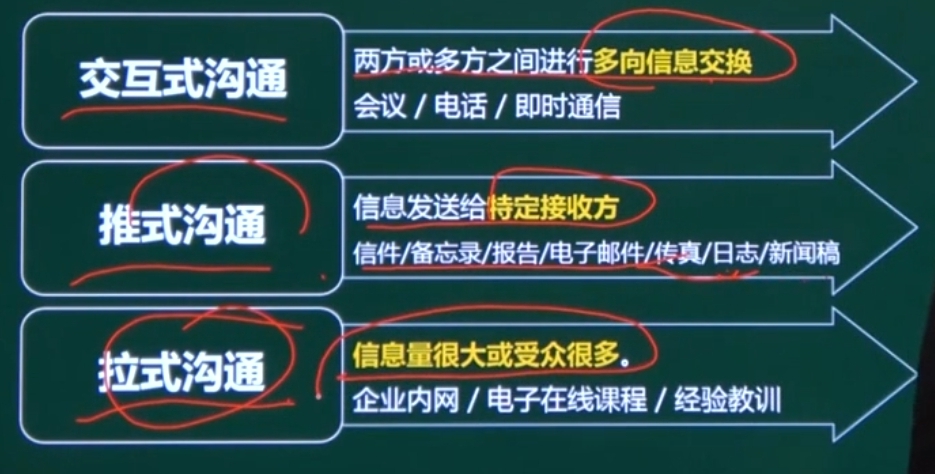 交互式沟通
两方或多方之间进行多向信息交换
会议 / 电话 / 即时通信
推式沟通
信息发送给特定接收方
信件/备忘录/报告/电子邮件/传真/日志/新闻稿
拉式沟通
信息量很大或受众很多。
企业内网 / 电子在线课程 / 经验教训